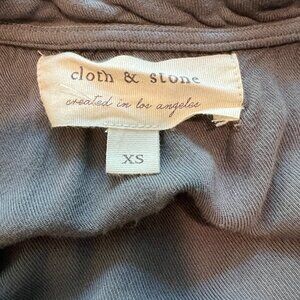 cloth & stone
created in los angeles
XS